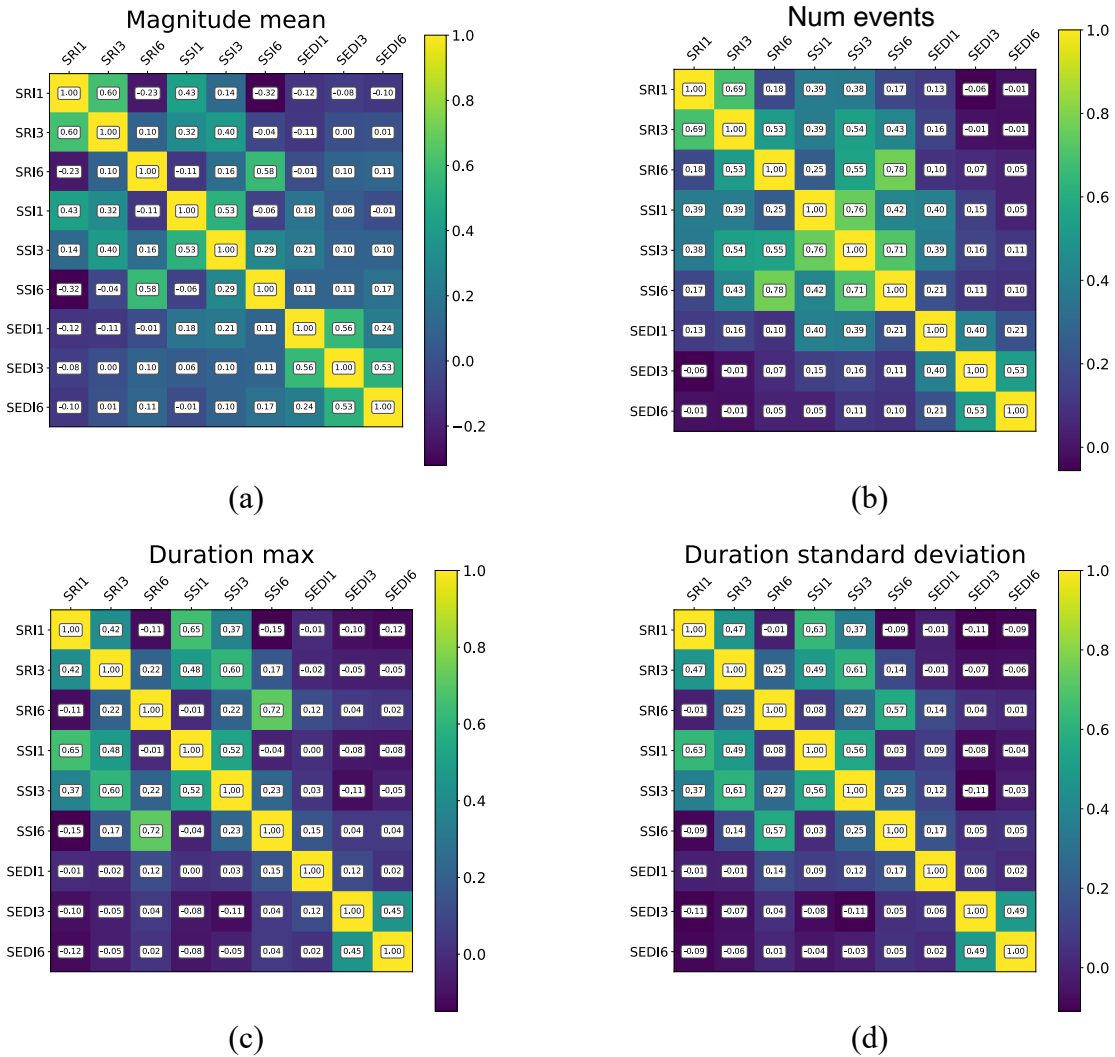 Magnitude mean
SRI1 SRI3 SRI6 SSI1 SSI3 SSI6 SEDI1 SEDI3 SEDI6
SRI1 1.00 0.60 -0.23 0.43 0.14 -0.32 -0.12 -0.08 -0.10
SRI3 0.60 1.00 0.10 0.32 0.40 -0.04 -0.11 0.00 0.01
SRI6 -0.23 0.10 1.00 -0.11 0.16 0.58 -0.01 0.10 0.11
SSI1 0.43 0.32 -0.11 1.00 0.53 -0.06 0.18 0.06 -0.01
SSI3 0.14 0.40 0.16 0.53 1.00 0.29 0.21 0.10 0.10
SSI6 -0.32 -0.04 0.58 -0.06 0.29 1.00 0.11 0.11 0.17
SEDI1 -0.12 -0.11 -0.01 0.18 0.21 0.11 1.00 0.56 0.24
SEDI3 -0.08 0.00 0.10 0.06 0.10 0.11 0.56 1.00 0.53
SEDI6 -0.10 0.01 0.11 -0.01 0.10 0.17 0.24 0.53 1.00
1.0
0.8
0.6
0.4
0.2
0.0
−0.2
(a)
Num events
SRI1 SRI3 SRI6 SSI1 SSI3 SSI6 SEDI1 SEDI3 SEDI6
SRI1 1.00 0.69 0.18 0.39 0.38 0.17 0.13 -0.06 -0.01
SRI3 0.69 1.00 0.53 0.39 0.54 0.43 0.16 -0.01 -0.01
SRI6 0.18 0.53 1.00 0.25 0.55 0.78 0.10 0.07 0.05
SSI1 0.39 0.39 0.25 1.00 0.76 0.42 0.40 0.15 0.05
SSI3 0.38 0.54 0.55 0.76 1.00 0.71 0.39 0.16 0.11
SSI6 0.17 0.43 0.78 0.42 0.71 1.00 0.21 0.11 0.10
SEDI1 0.13 0.16 0.10 0.40 0.39 0.21 1.00 0.40 0.21
SEDI3 -0.06 -0.01 0.07 0.15 0.16 0.11 0.40 1.00 0.53
SEDI6 -0.01 -0.01 0.05 0.05 0.11 0.10 0.21 0.53 1.00
1.0
0.8
0.6
0.4
0.2
0.0
(b)
Duration max
SRI1 SRI3 SRI6 SSI1 SSI3 SSI6 SEDI1 SEDI3 SEDI6
SRI1 1.00 0.42 -0.11 0.65 0.37 -0.15 -0.01 -0.10 -0.12
SRI3 0.42 1.00 0.22 0.48 0.60 0.17 -0.02 -0.05 -0.05
SRI6 -0.11 0.22 1.00 -0.01 0.22 0.72 0.12 0.04 0.02
SSI1 0.65 0.48 -0.01 1.00 0.52 -0.04 0.00 -0.08 -0.08
SSI3 0.37 0.60 0.22 0.52 1.00 0.23 0.03 -0.11 -0.05
SSI6 -0.15 0.17 0.72 -0.04 0.23 1.00 0.15 0.04 0.04
SEDI1 -0.01 -0.02 0.12 0.00 0.03 0.15 1.00 0.12 0.02
SEDI3 -0.10 -0.05 0.04 -0.08 -0.11 0.04 0.12 1.00 0.45
SEDI6 -0.12 -0.05 0.02 -0.08 -0.05 0.04 0.02 0.45 1.00
1.0
0.8
0.6
0.4
0.2
0.0
(c)
Duration standard deviation
SRI1 SRI3 SRI6 SSI1 SSI3 SSI6 SEDI1 SEDI3 SEDI6
SRI1 1.00 0.47 -0.01 0.63 0.37 -0.09 -0.01 -0.11 -0.09
SRI3 0.47 1.00 0.25 0.49 0.61 0.14 -0.01 -0.07 -0.06
SRI6 -0.01 0.25 1.00 0.08 0.27 0.57 0.14 0.04 0.01
SSI1 0.63 0.49 0.08 1.00 0.56 0.03 0.09 -0.08 -0.04
SSI3 0.37 0.61 0.27 0.56 1.00 0.25 0.12 -0.11 -0.03
SSI6 -0.09 0.14 0.57 0.03 0.25 1.00 0.17 0.05 0.05
SEDI1 -0.01 -0.01 0.14 0.09 0.12 0.17 1.00 0.06 0.02
SEDI3 -0.11 -0.07 0.04 -0.08 -0.11 0.05 0.06 1.00 0.49
SEDI6 -0.09 -0.06 0.01 -0.04 -0.03 0.05 0.02 0.49 1.00
1.0
0.8
0.6
0.4
0.2
0.0
(d)